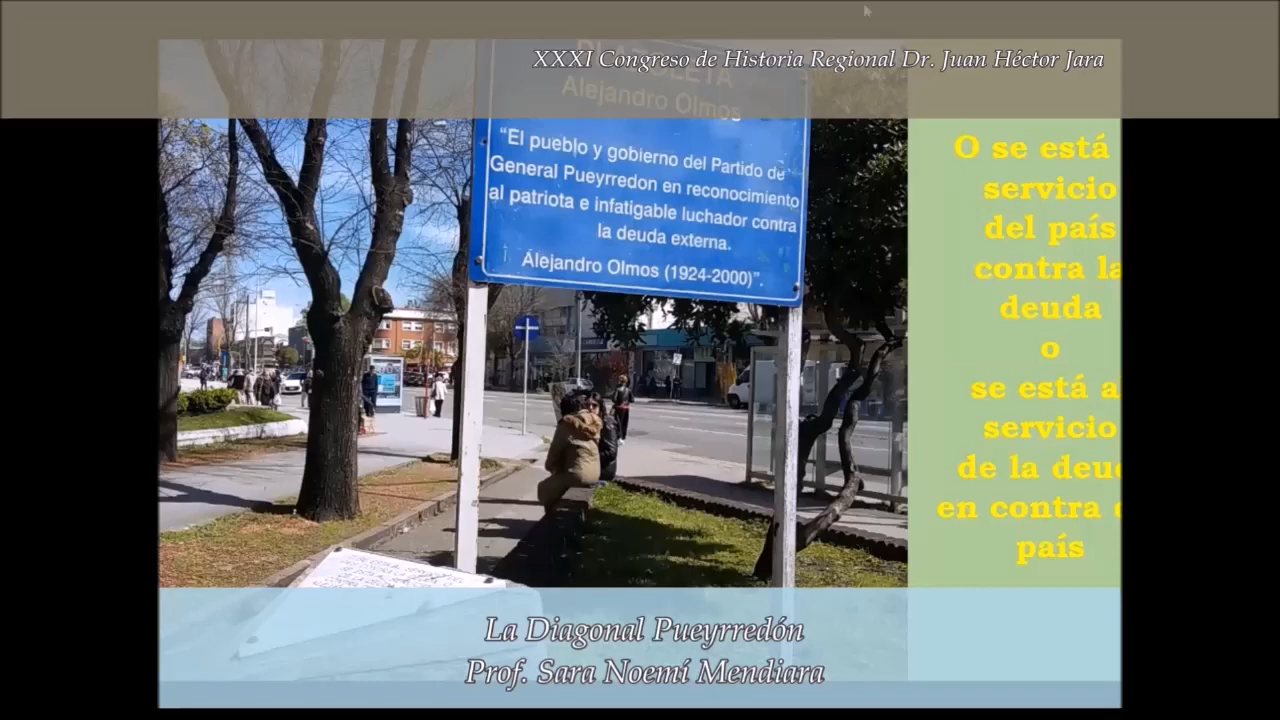 XXXI Congreso de Historia Regional Dr. Juan Héctor Jara
PLAZOLETA
Alejandro Olmos
“El pueblo y gobierno del Partido de
General Pueyrredon en reconocimiento
al patriota e infatigable luchador contra
la deuda externa.
Alejandro Olmos (1924-2000)”.
O se está
servicio
del país
contra la
deuda
o
se está a
servicio
de la deu
en contra
país
La Diagonal Pueyrredón
Prof. Sara Noemí Mendiara